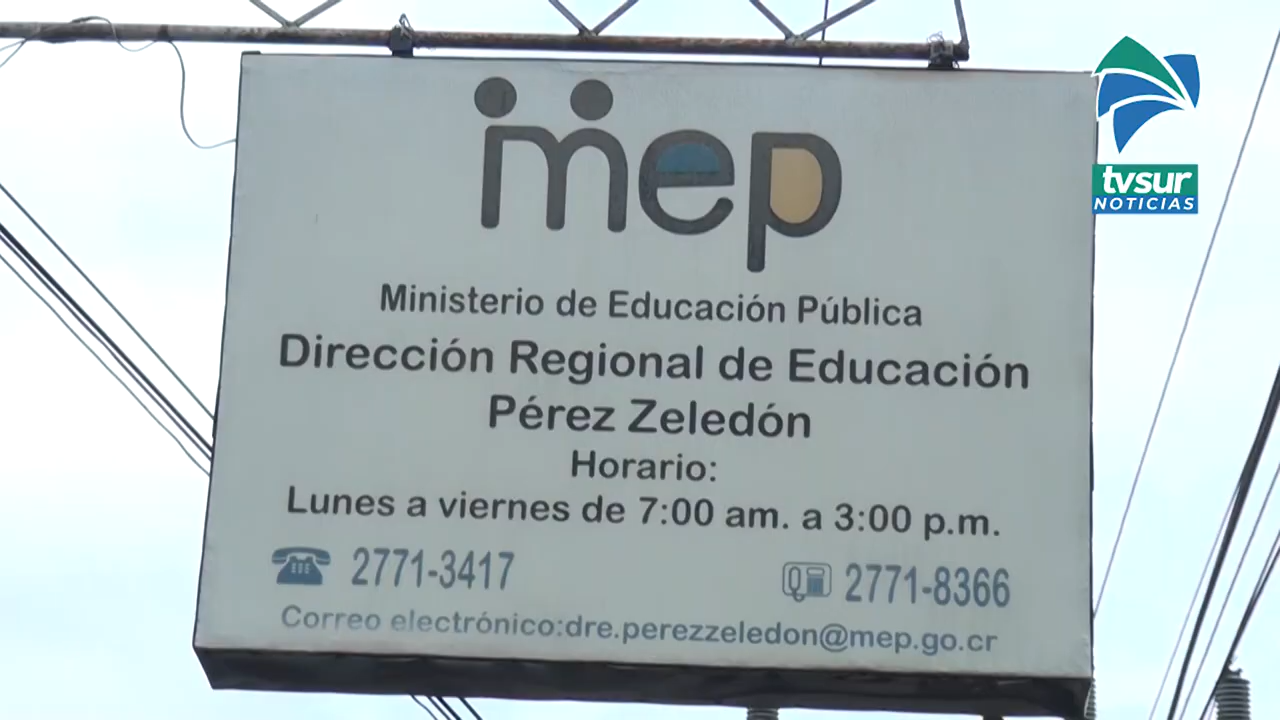 mep
Ministerio de Educación Pública
Dirección Regional de Educación
Pérez Zeledón
Horario:
Lunes a viernes de 7:00 am. a 3:00 p.m.
2771-3417 2771-8366
Correo electrónico:dre.perezzeledon@mep.go.cr
tvsur
NOTICIAS